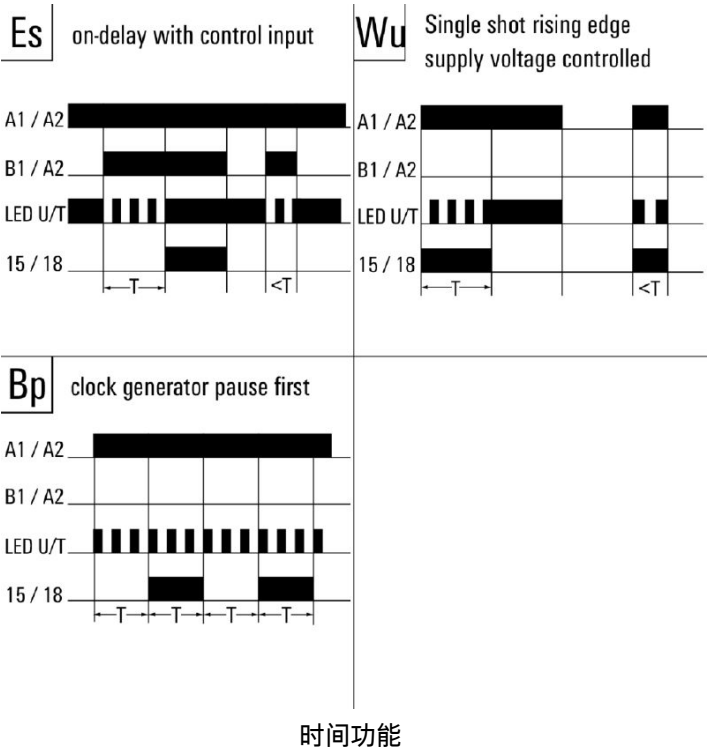 Es on-delay with control input
A1 / A2
B1 / A2
LED U/T
15 / 18
T
<T
Wu Single shot rising edge
supply voltage controlled
A1 / A2
B1 / A2
LED U/T
15 / 18
T
<T
Bp clock generator pause first
A1 / A2
B1 / A2
LED U/T
15 / 18
T T T T
时间功能